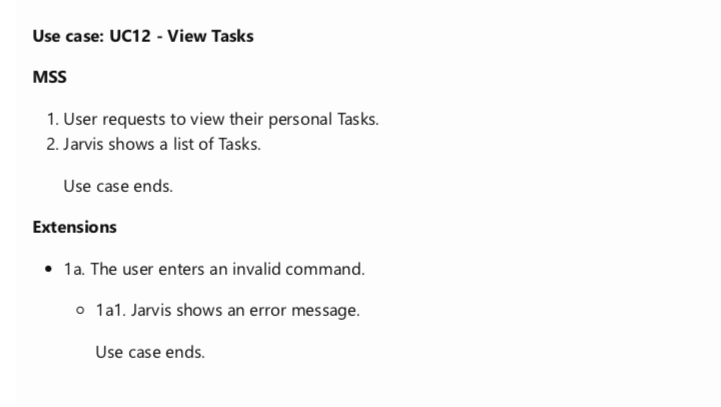 Use case: UC12 - View Tasks
MSS
1. User requests to view their personal Tasks.
2. Jarvis shows a list of Tasks.
Use case ends.
Extensions
• 1a. The user enters an invalid command.
◦ 1a1. Jarvis shows an error message.
Use case ends.